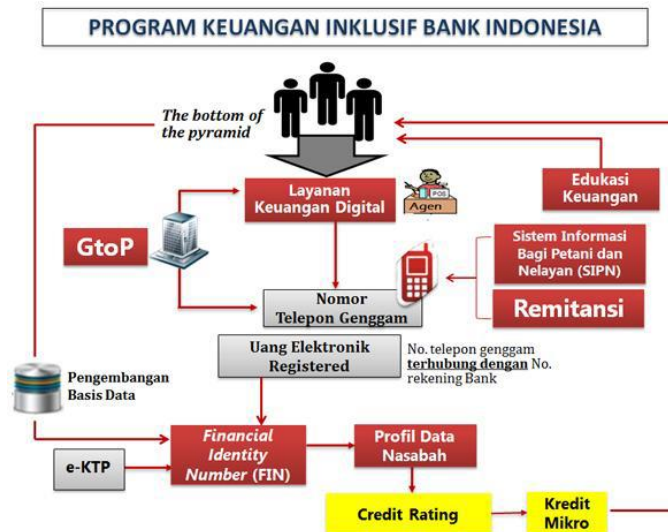 PROGRAM KEUANGAN INKLUSIF BANK INDONESIA
The bottom of
the pyramid
Layanan
Keuangan Digital
POS
Agen
Edukasi
Keuangan
GtoP
Sistem Informasi
Bagi Petani dan
Nelayan (SIPN)
Remitansi
Nomor
Telepon Genggam
Uang Elektronik
Registered
No. telepon genggam
terhubung dengan No.
rekening Bank
Pengembangan
Basis Data
Financial
Identity
Number (FIN)
Profil Data
Nasabah
e-KTP
Credit Rating
Kredit
Mikro